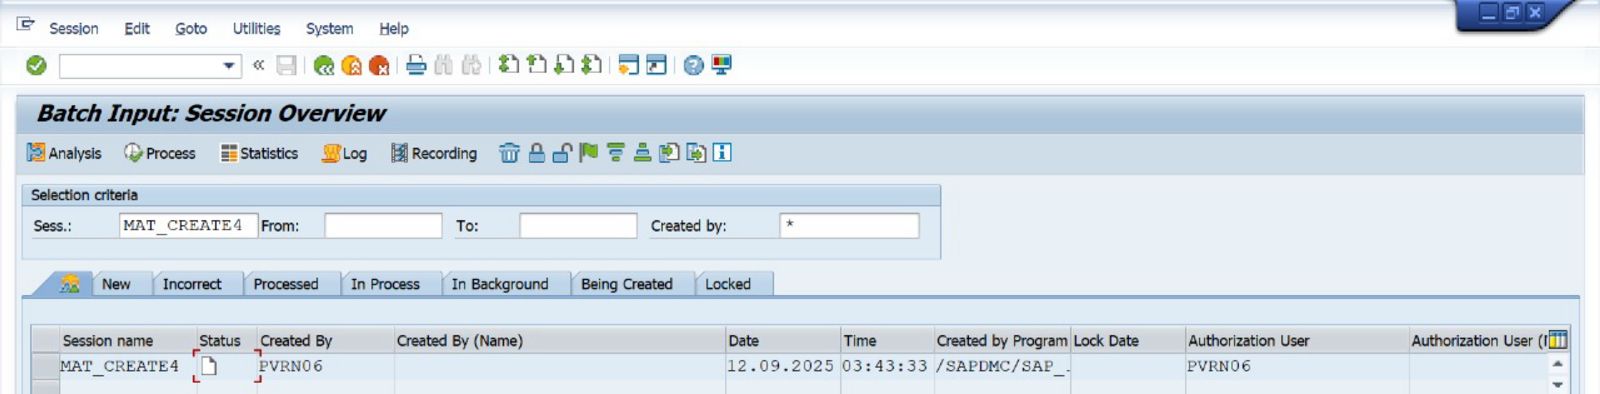 Session Edit Goto Utilities System Help
Batch Input: Session Overview
Analysis Process Statistics Log Recording
Selection criteria
Sess.: MAT_CREATE4 From: To: Created by: *
New Incorrect Processed In Process In Background Being Created Locked
Session name Status Created By Created By (Name) Date Time Created by Program Lock Date Authorization User Authorization User (
MAT_CREATE4 PVRN06 12.09.2025 03:43:33 /SAPDMC/SAP_. PVRN06